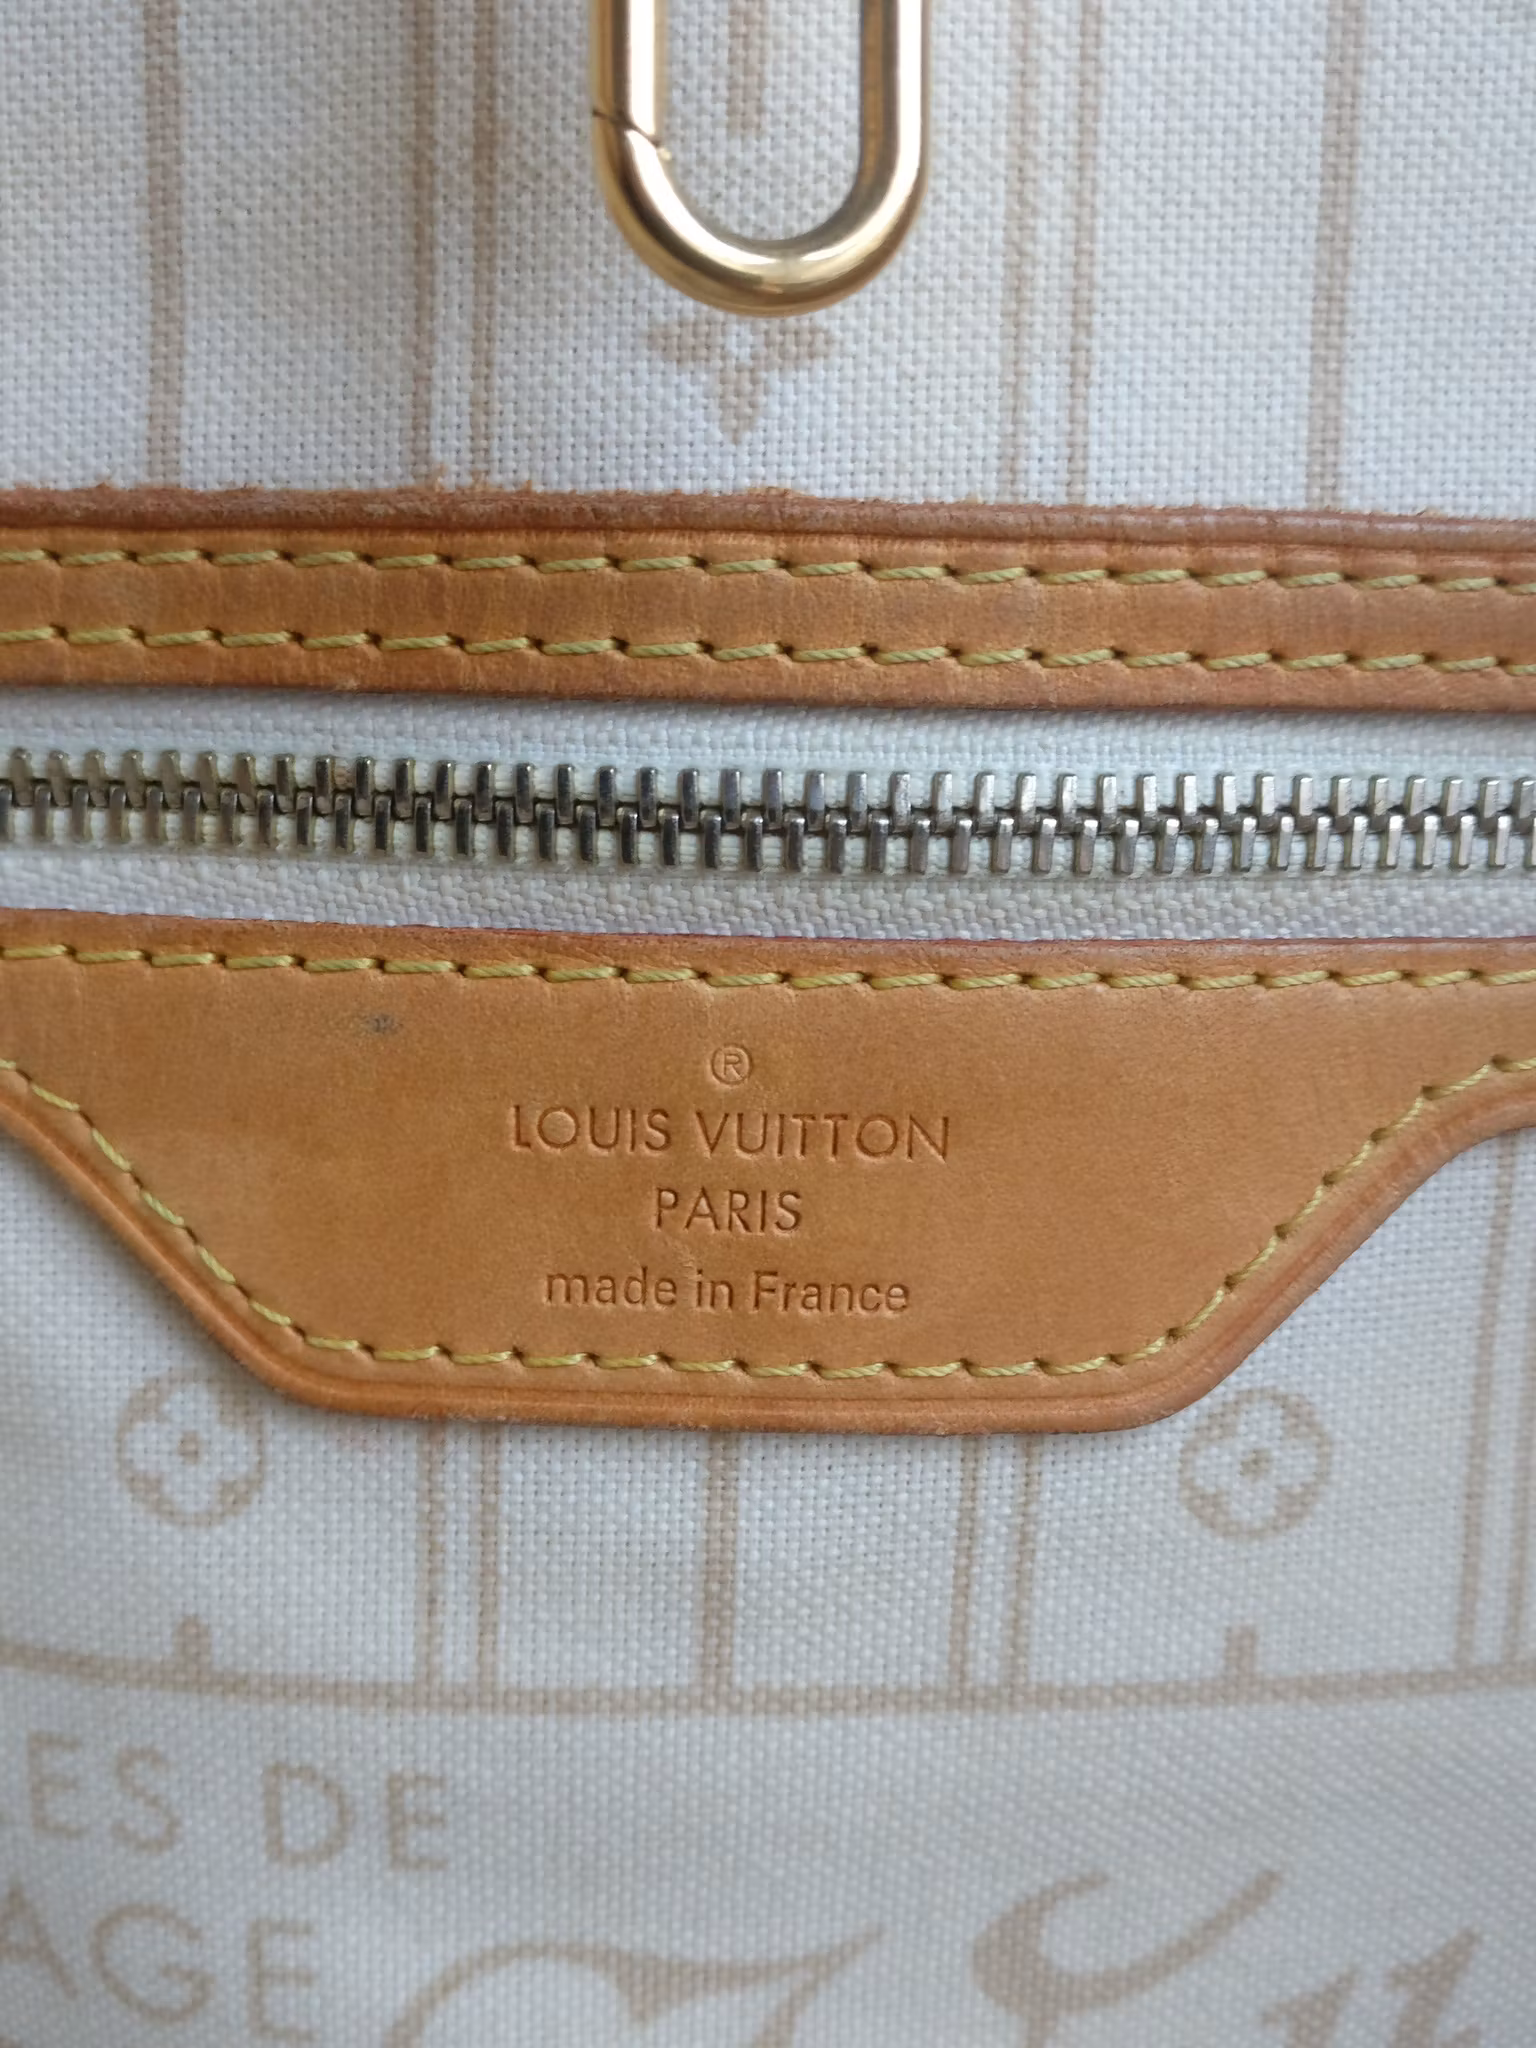 ®
LOUIS VUITTON
PARIS
made in France
ES DE
AGE